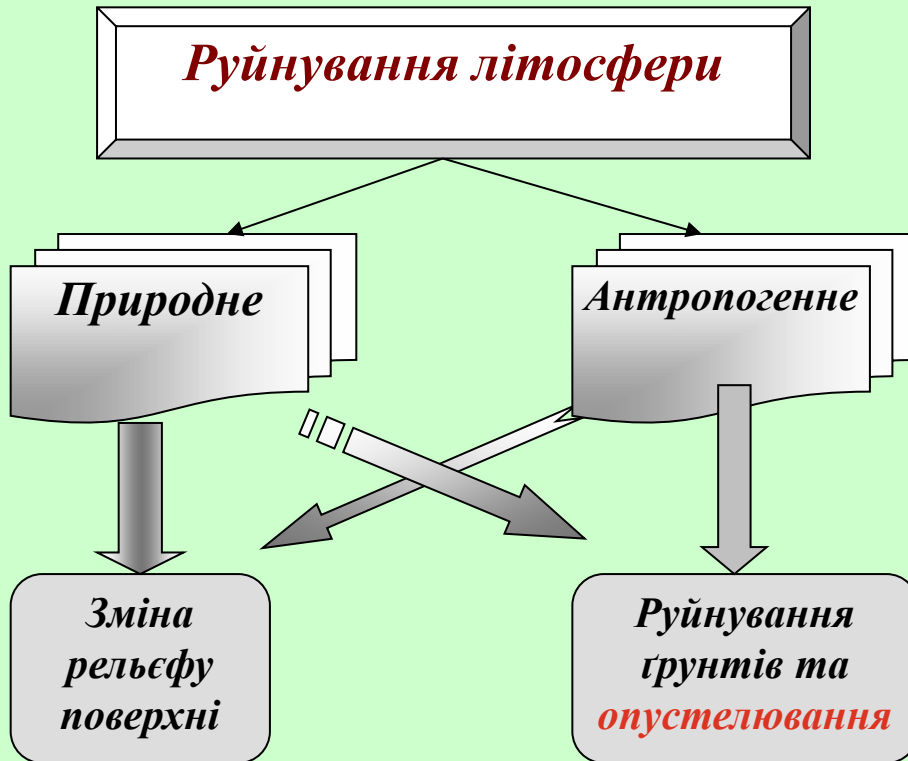 Руйнування літосфери
Природне
Антропогенне
Зміна
рельєфу
поверхні
Руйнування
ґрунтів та
опустелювання